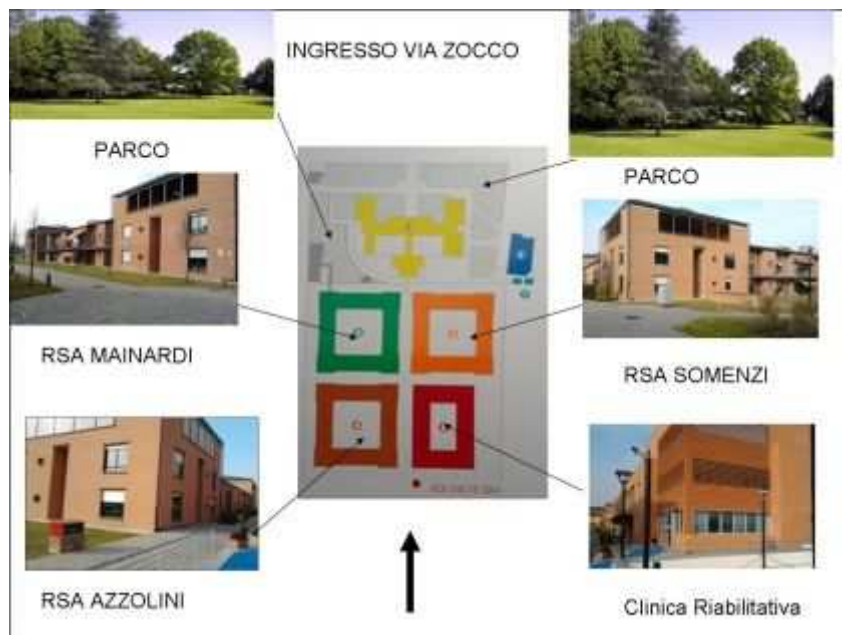 INGRESSO VIA ZOCCO
PARCO
PARCO
RSA MAINARDI
RSA SOMENZI
RSA AZZOLINI
Clinica Riabilitativa